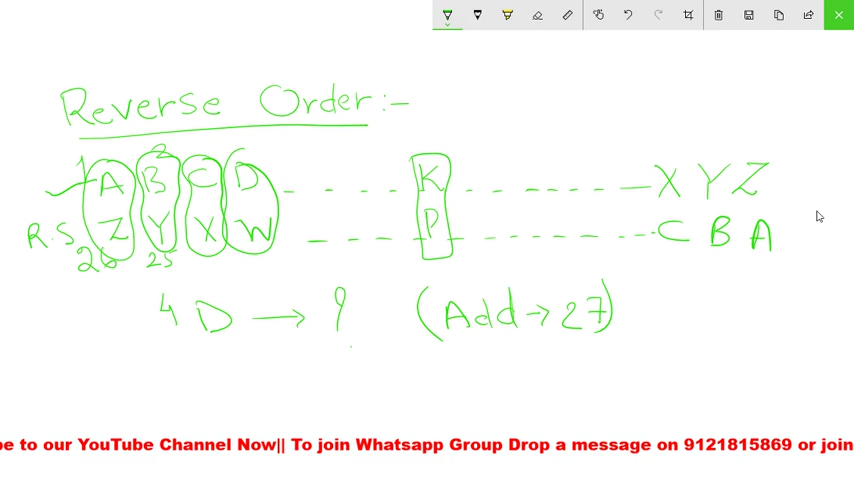 Reverse Order:-
1 2
A B C D - - - - K - - - - - - X Y Z
R.S Z Y X W - - - - P - - - - - - C B A
26 25
4 D → ? (Add → 27)
be to our YouTube Channel Now|| To join Whatsapp Group Drop a message on 9121815869 or join